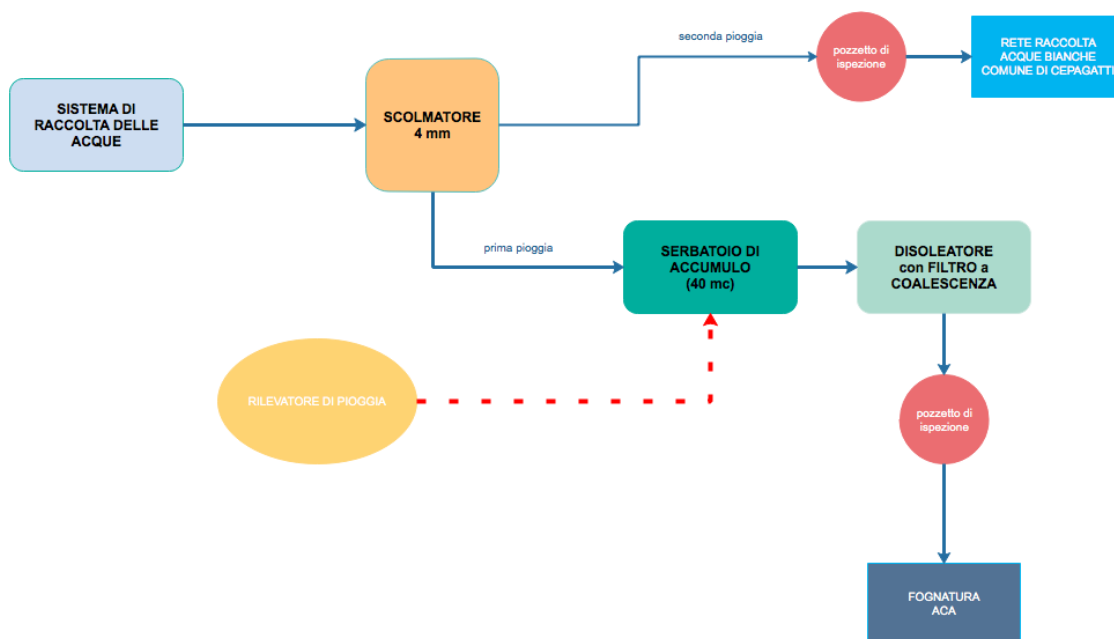 seconda pioggia
pozzetto di
ispezione
RETE RACCOLTA
ACQUE BIANCHE
COMUNE DI CEPAGATTI
SISTEMA DI
RACCOLTA DELLE
ACQUE
SCOLMATORE
4 mm
prima pioggia
SERBATOIO DI
ACCUMULO
(40 mc)
DISOLEATORE
con FILTRO a
COALESCENZA
RILEVATORE DI PIOGGIA
pozzetto di
ispezione
FOGNATURA
ACA